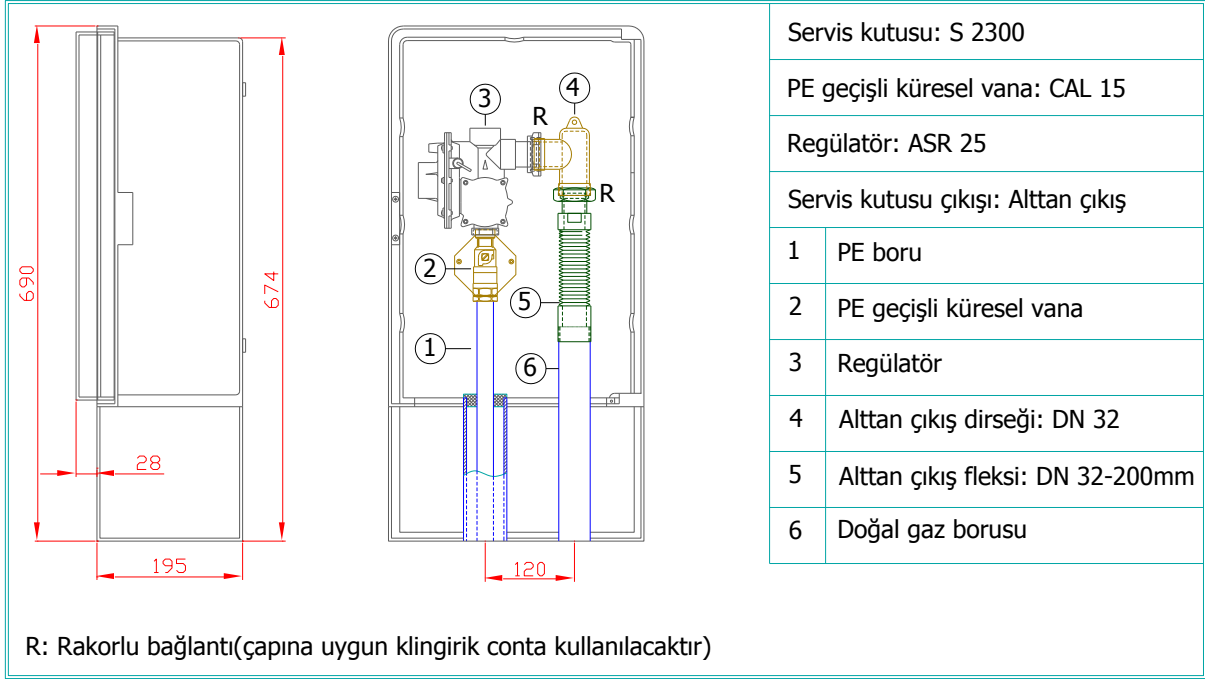 690
674
28
195
3
4
R
R
2
5
1
6
120
Servis kutusu: S 2300
PE geçişli küresel vana: CAL 15
Regülatör: ASR 25
Servis kutusu çıkışı: Alttan çıkış
1 PE boru
2 PE geçişli küresel vana
3 Regülatör
4 Alttan çıkış dirseği: DN 32
5 Alttan çıkış fleksi: DN 32-200mm
6 Doğal gaz borusu
R: Rakorlu bağlantı(çapına uygun klingirik conta kullanılacaktır)